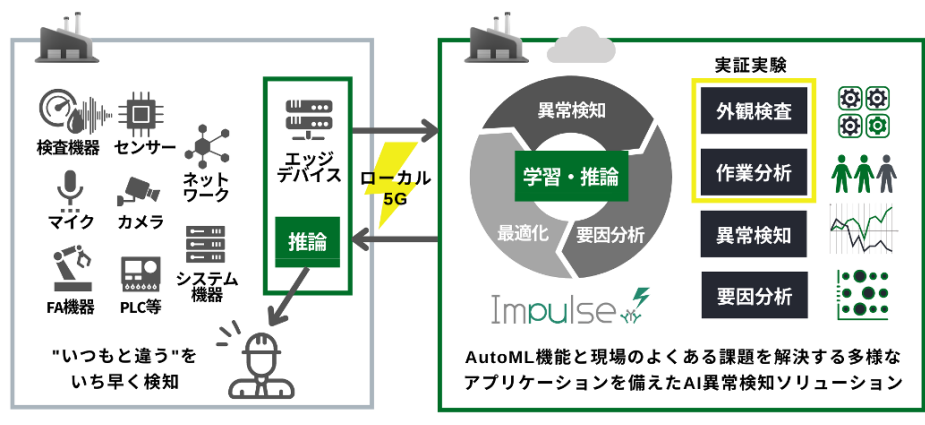 検査機器
センサー
ネット
ワーク
マイク
カメラ
FA機器
PLC等
システム
機器
エッジ
デバイス
推論
"いつもと違う"を
いち早く検知
ローカル
5G
異常検知
学習・推論
最適化
要因分析
Impulse
実証実験
外観検査
作業分析
異常検知
要因分析
AutoML機能と現場のよくある課題を解決する多様な
アプリケーションを備えたAI異常検知ソリューション